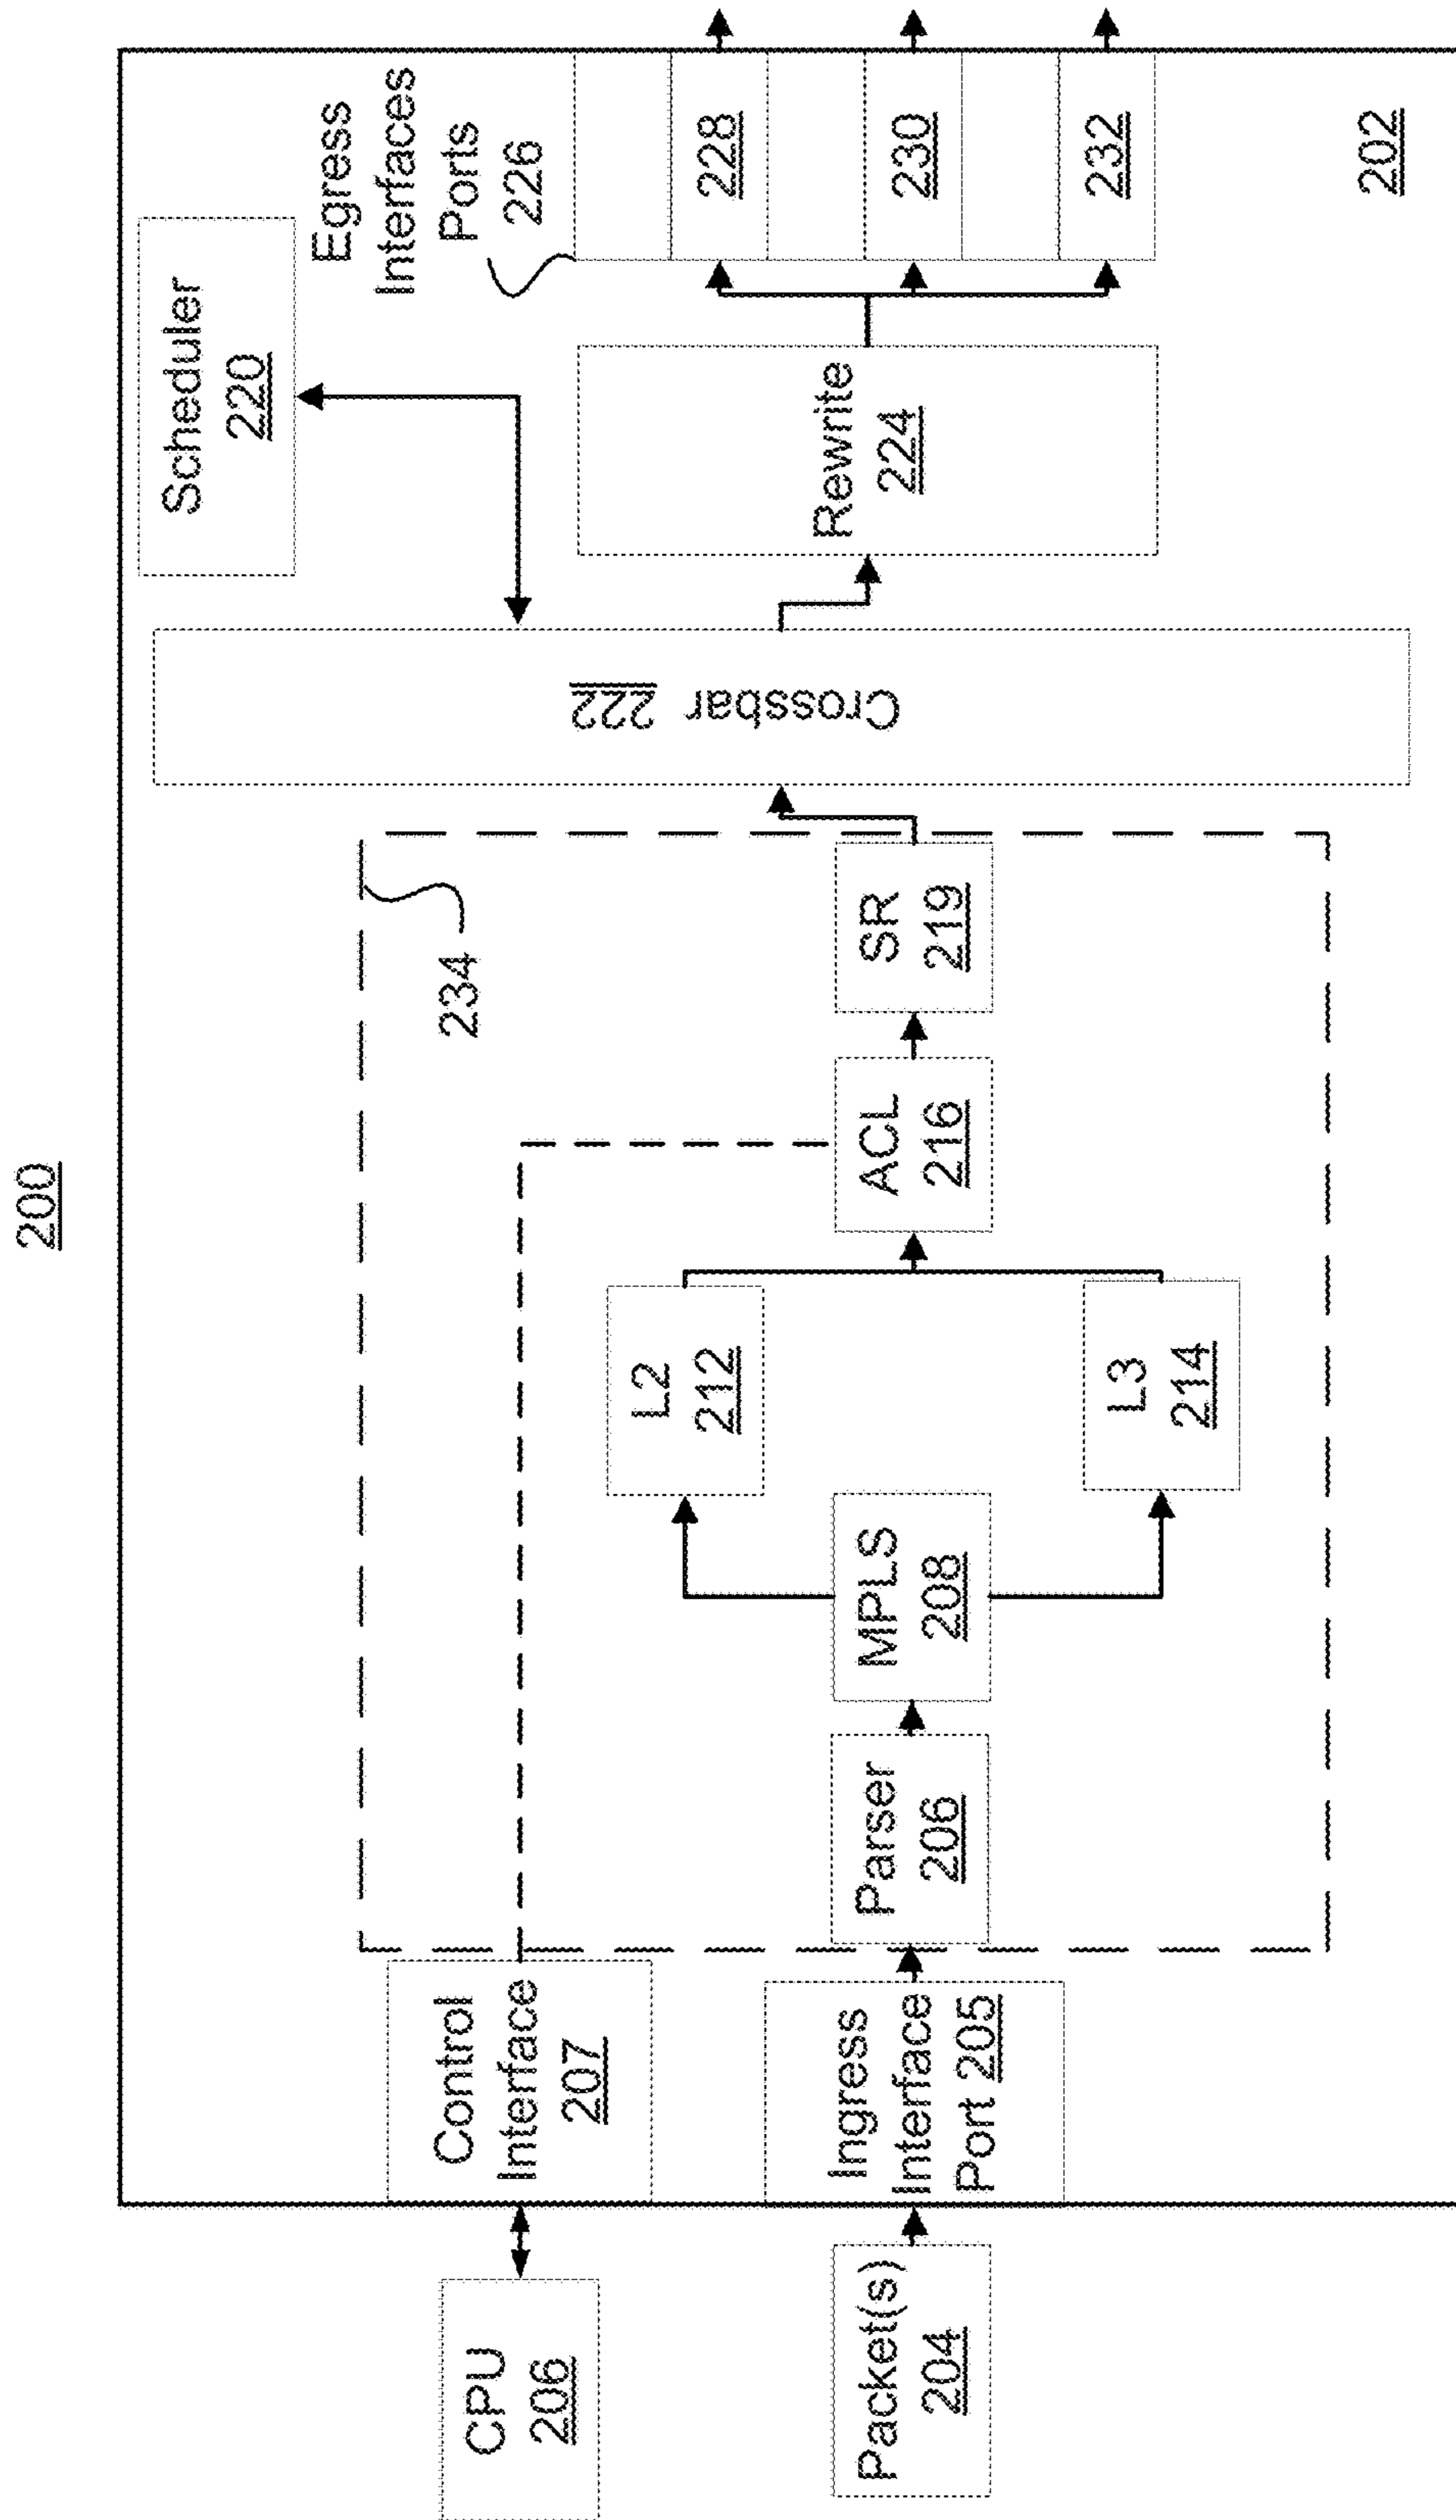 200
CPU
206
Control
Interface
207
Packet(s)
204
Ingress
Interface
Port 205
Parser
206
MPLS
208
L2
212
L3
214
ACL
216
SR
219
234
Crossbar 222
Scheduler
220
Rewrite
224
Egress
Interfaces
Ports
226
228
230
232
202